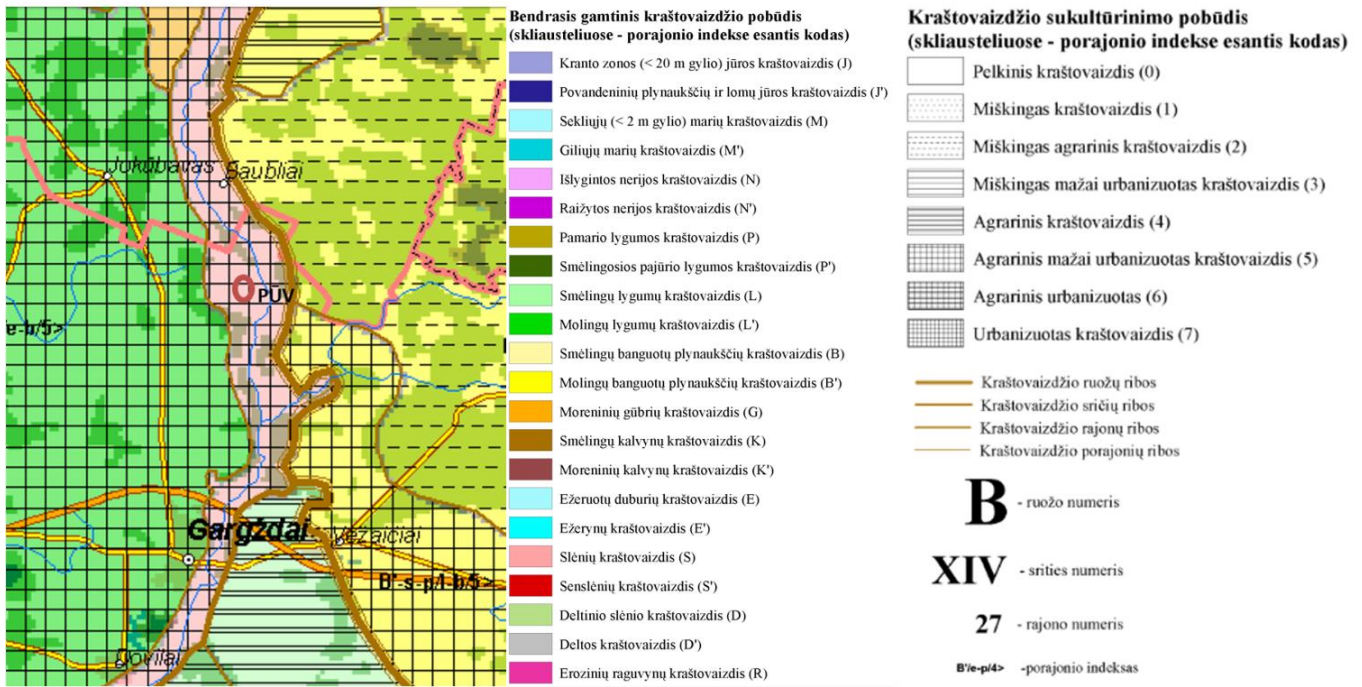 Jokūbavas
Baubliai
PŪV
/e-b/5>
Gargždai
Vėžaičiai
B'-s-p/l-b/5>
Dovilai
Bendrasis gamtinis kraštovaizdžio pobūdis
(skliausteliuose - porajonio indekse esantis kodas)
Kranto zonos (< 20 m gylio) jūros kraštovaizdis (J)
Povandeninių plynaukščių ir lomų jūros kraštovaizdis (J')
Sekliųjų (< 2 m gylio) marių kraštovaizdis (M)
Giliųjų marių kraštovaizdis (M')
Išlygintos nerijos kraštovaizdis (N)
Raižytos nerijos kraštovaizdis (N')
Pamario lygumos kraštovaizdis (P)
Smėlingosios pajūrio lygumos kraštovaizdis (P')
Smėlingų lygumų kraštovaizdis (L)
Molingų lygumų kraštovaizdis (L')
Smėlingų banguotų plynaukščių kraštovaizdis (B)
Molingų banguotų plynaukščių kraštovaizdis (B')
Moreninių gūbrių kraštovaizdis (G)
Smėlingų kalvynų kraštovaizdis (K)
Moreninių kalvynų kraštovaizdis (K')
Ežeruotų duburių kraštovaizdis (E)
Ežerynų kraštovaizdis (E')
Slėnių kraštovaizdis (S)
Senslėnių kraštovaizdis (S')
Deltinio slėnio kraštovaizdis (D)
Deltos kraštovaizdis (D')
Erozinių raguvynų kraštovaizdis (R)
Kraštovaizdžio sukultūrinimo pobūdis
(skliausteliuose - porajonio indekse esantis kodas)
Pelkinis kraštovaizdis (0)
Miškingas kraštovaizdis (1)
Miškingas agrarinis kraštovaizdis (2)
Miškingas mažai urbanizuotas kraštovaizdis (3)
Agrarinis kraštovaizdis (4)
Agrarinis mažai urbanizuotas kraštovaizdis (5)
Agrarinis urbanizuotas (6)
Urbanizuotas kraštovaizdis (7)
Kraštovaizdžio ruožų ribos
Kraštovaizdžio sričių ribos
Kraštovaizdžio rajonų ribos
Kraštovaizdžio porajonių ribos
B - ruožo numeris
XIV - srities numeris
27 - rajono numeris
B'/e-p/4> -porajonio indeksas